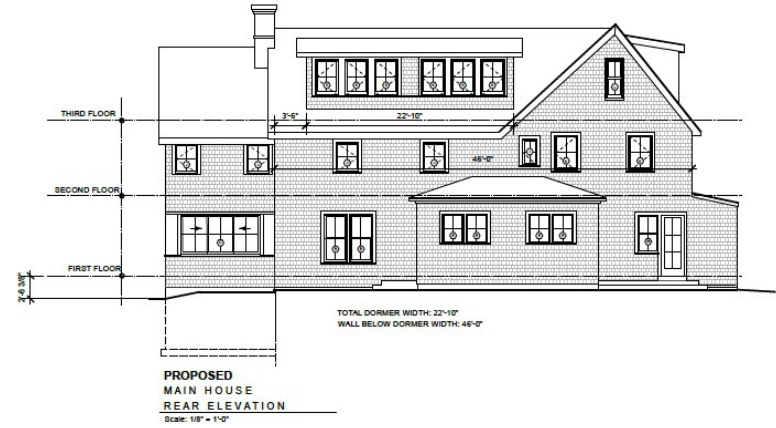 THIRD FLOOR
3'-6"
22'-10"
46'-0"
SECOND FLOOR
FIRST FLOOR
2'-6 3/8"
TOTAL DORMER WIDTH: 22'-10"
WALL BELOW DORMER WIDTH: 46'-0"
PROPOSED
MAIN HOUSE
REAR ELEVATION
Scale: 1/8" = 1'-0"